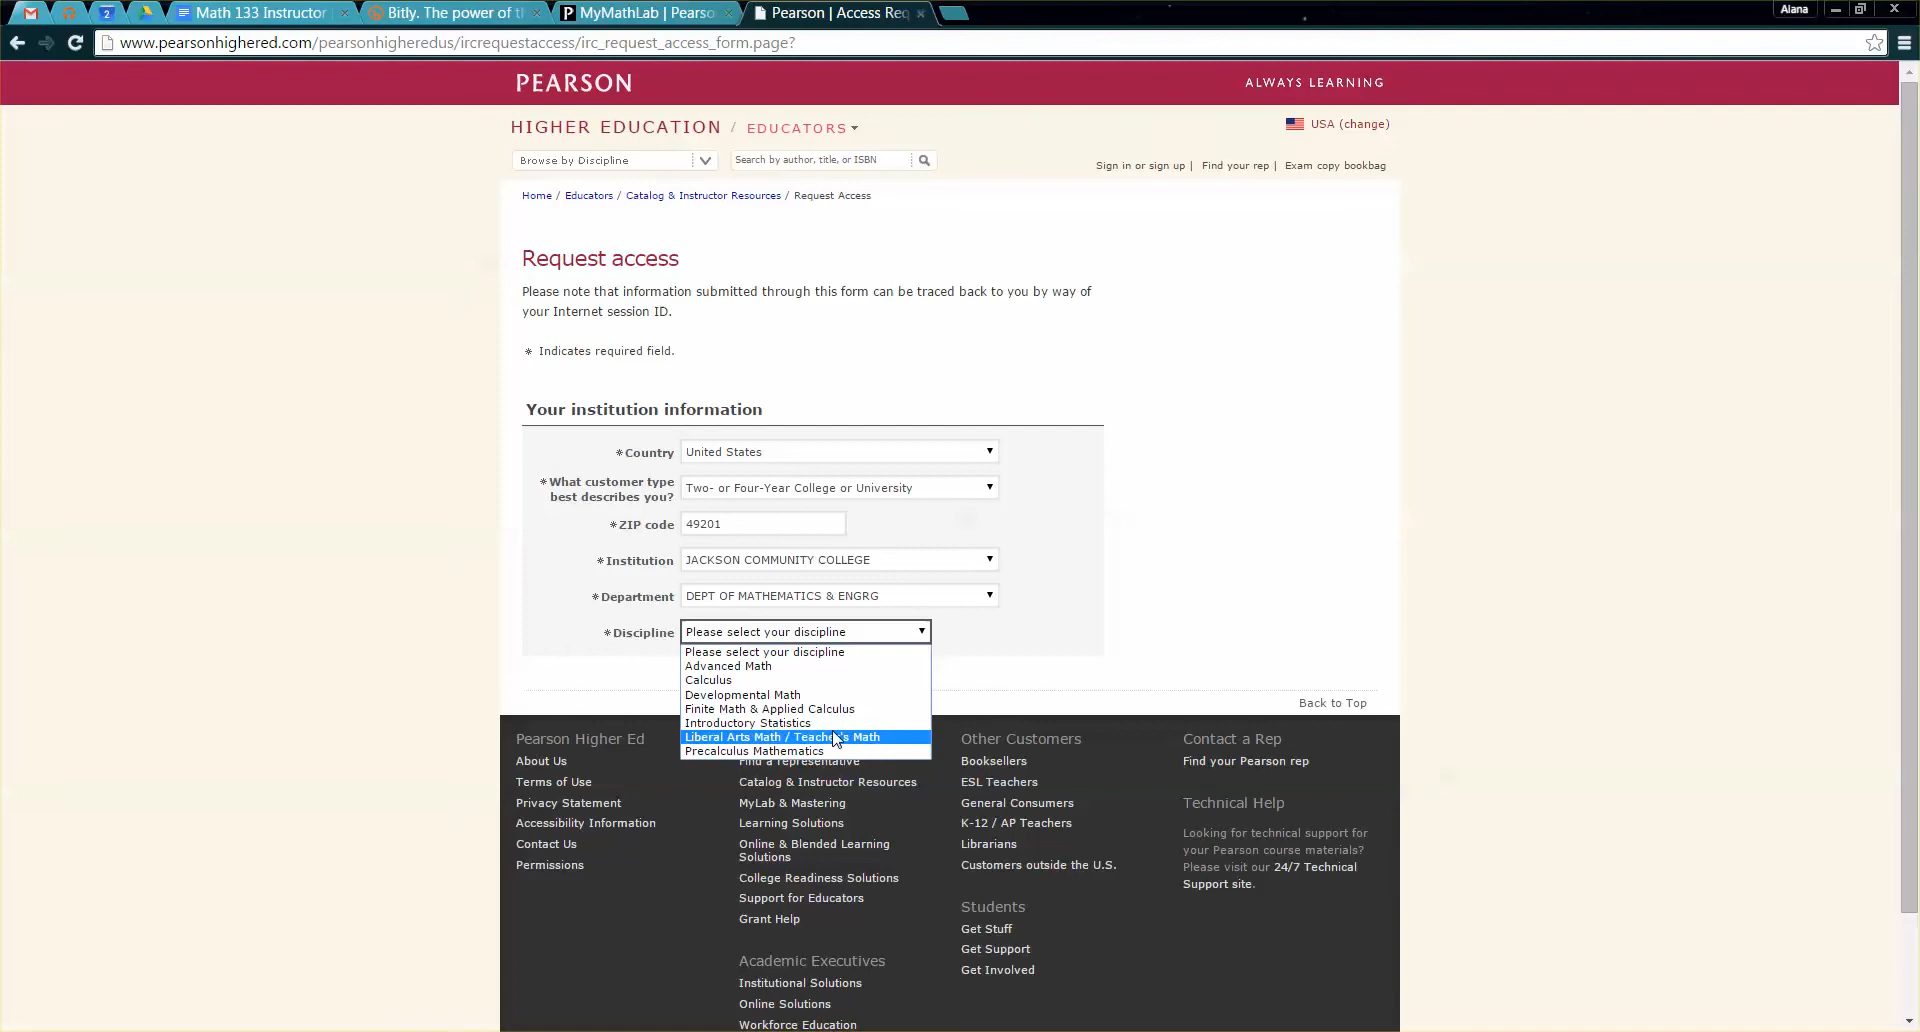 Math 133 Instructor
Bitly. The power of t
MyMathLab | Pearso
Pearson | Access Req
Alana
2
www.pearsonhighered.com/pearsonhigheredus/ircrequestaccess/irc_request_access_form.page?
PEARSON
ALWAYS LEARNING
HIGHER EDUCATION / EDUCATORS
USA (change)
Browse by Discipline
Search by author, title, or ISBN
Sign in or sign up | Find your rep | Exam copy bookbag
Home / Educators / Catalog & Instructor Resources / Request Access
Request access
Please note that information submitted through this form can be traced back to you by way of
your Internet session ID.
* Indicates required field.
Your institution information
*Country United States
*What customer type
best describes you? Two- or Four-Year College or University
*ZIP code 49201
*Institution JACKSON COMMUNITY COLLEGE
*Department DEPT OF MATHEMATICS & ENGRG
*Discipline Please select your discipline
Please select your discipline
Advanced Math
Calculus
Developmental Math
Finite Math & Applied Calculus
Introductory Statistics
Liberal Arts Math / Teacher's Math
Precalculus Mathematics
Back to Top
Pearson Higher Ed
About Us
Terms of Use
Privacy Statement
Accessibility Information
Contact Us
Permissions
Find a representative
Catalog & Instructor Resources
MyLab & Mastering
Learning Solutions
Online & Blended Learning
Solutions
College Readiness Solutions
Support for Educators
Grant Help
Academic Executives
Institutional Solutions
Online Solutions
Workforce Education
Other Customers
Booksellers
ESL Teachers
General Consumers
K-12 / AP Teachers
Librarians
Customers outside the U.S.
Students
Get Stuff
Get Support
Get Involved
Contact a Rep
Find your Pearson rep
Technical Help
Looking for technical support for
your Pearson course materials?
Please visit our 24/7 Technical
Support site.